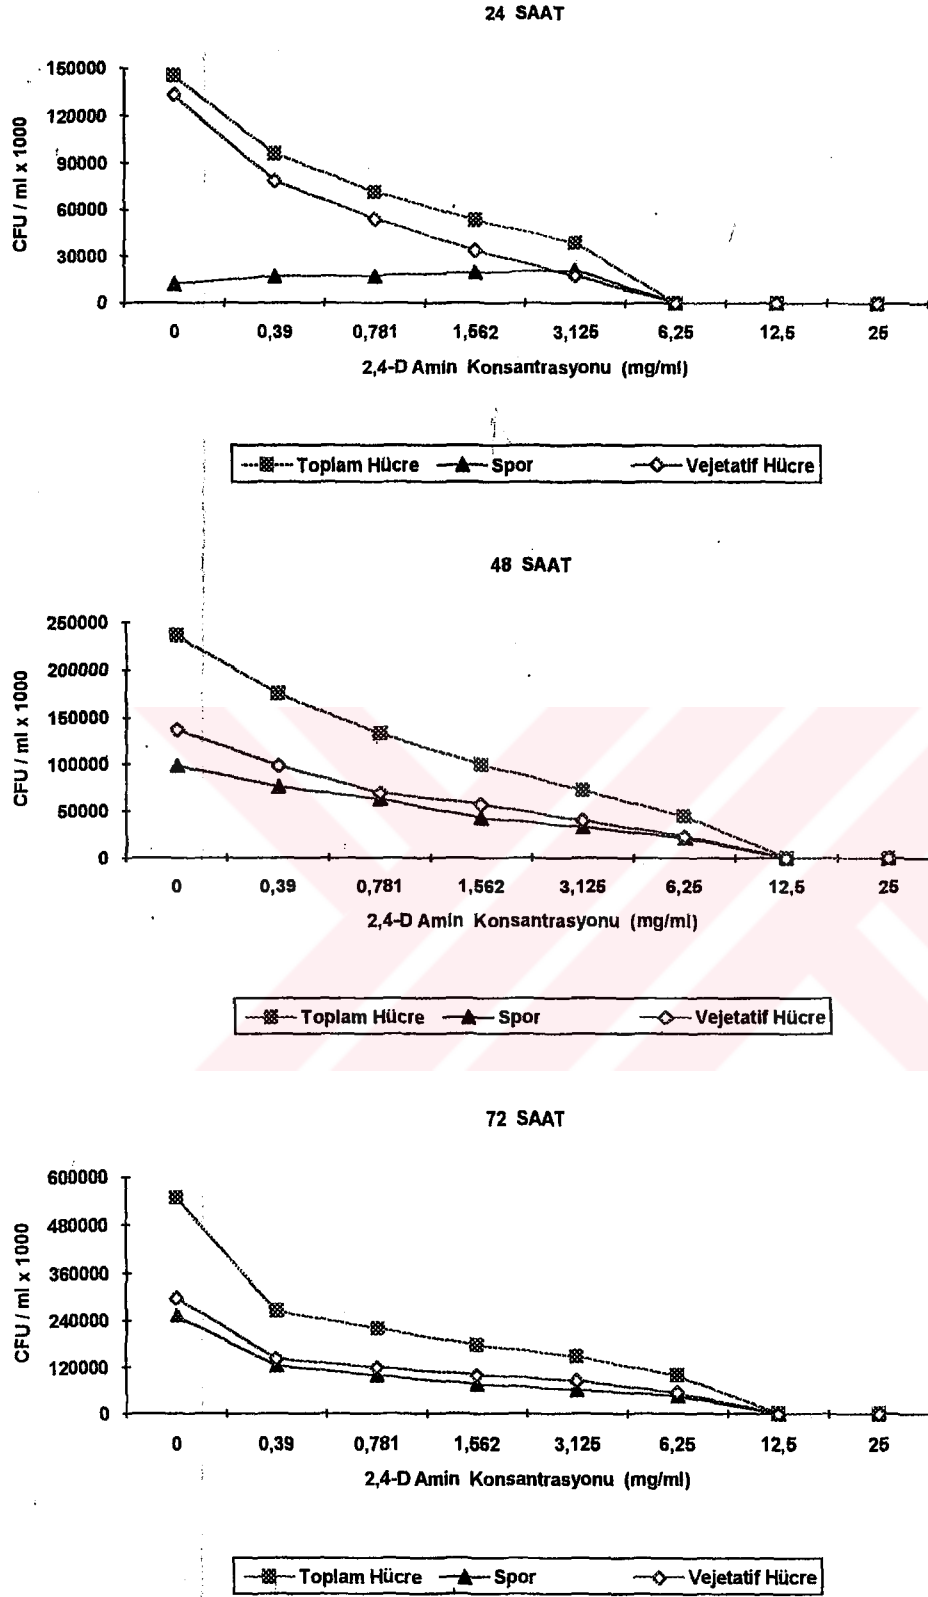 24 SAAT
CFU / ml x 1000
150000
120000
90000
60000
30000
0
0 0,39 0,781 1,562 3,125 6,25 12,5 25
2,4-D Amin Konsantrasyonu (mg/ml)
Toplam Hücre Spor Vejetatif Hücre
48 SAAT
CFU / ml x 1000
250000
200000
150000
100000
50000
0
0 0,39 0,781 1,562 3,125 6,25 12,5 25
2,4-D Amin Konsantrasyonu (mg/ml)
Toplam Hücre Spor Vejetatif Hücre
72 SAAT
CFU / ml x 1000
600000
480000
360000
240000
120000
0
0 0,39 0,781 1,562 3,125 6,25 12,5 25
2,4-D Amin Konsantrasyonu (mg/ml)
Toplam Hücre Spor Vejetatif Hücre